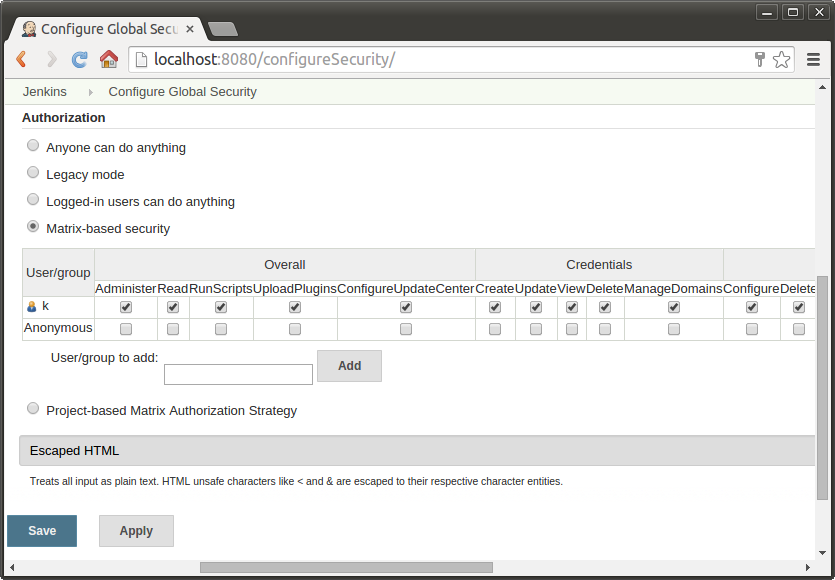 Configure Global Secu
localhost:8080/configureSecurity/
Jenkins Configure Global Security
Authorization
Anyone can do anything
Legacy mode
Logged-in users can do anything
Matrix-based security
User/group Overall Credentials
Administer Read RunScripts UploadPlugins ConfigureUpdateCenter Create Update View Delete ManageDomains Configure Delete
k
Anonymous
User/group to add: Add
Project-based Matrix Authorization Strategy
Escaped HTML
Treats all input as plain text. HTML unsafe characters like < and & are escaped to their respective character entities.
Save Apply